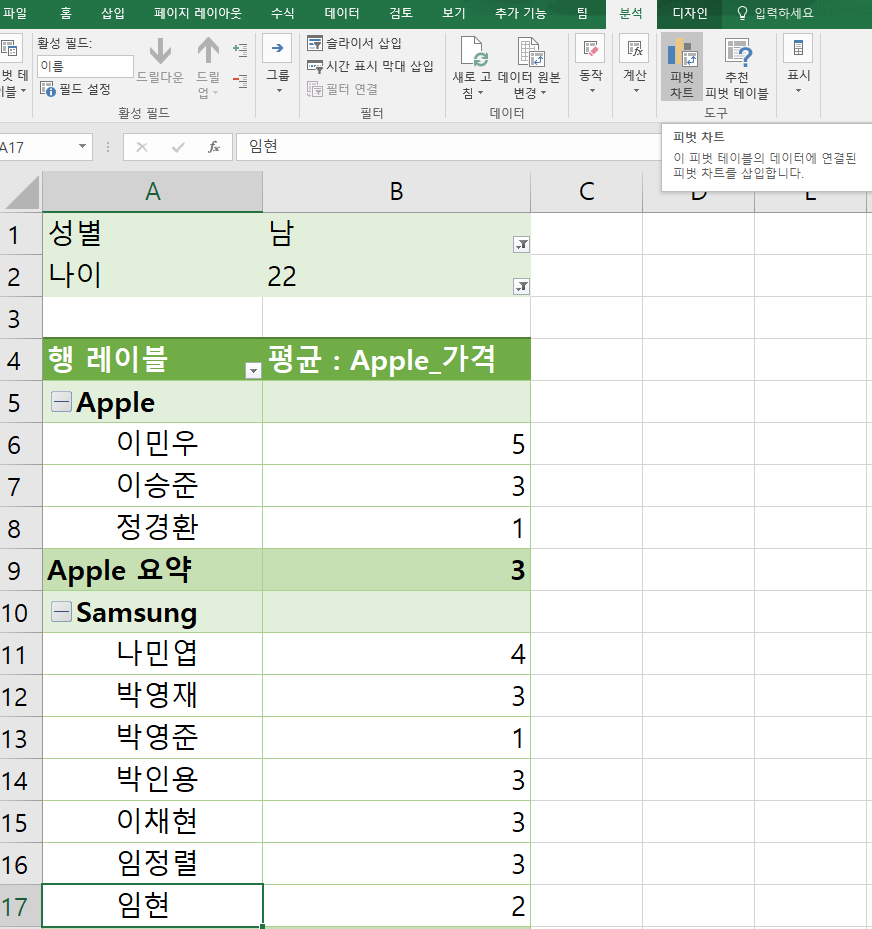 파일 홈 삽입 페이지 레이아웃 수식 데이터 검토 보기 추가 기능 팀 분석 디자인 입력하세요
활성 필드:
이름
필드 설정
드릴다운
드릴
업
활성 필드
그룹
슬라이서 삽입
시간 표시 막대 삽입
필터 연결
필터
새로 고
침
데이터 원본
변경
데이터
동작
계산
피벗
차트
추천
피벗 테이블
도구
표시
A17
fx
임현
피벗 차트
이 피벗 테이블의 데이터에 연결된
피벗 차트를 삽입합니다.
A B C D E
1 성별 남
2 나이 22
3
4 행 레이블 평균 : Apple_가격
5 Apple
6 이민우 5
7 이승준 3
8 정경환 1
9 Apple 요약 3
10 Samsung
11 나민엽 4
12 박영재 3
13 박영준 1
14 박인용 3
15 이채현 3
16 임정렬 3
17 임현 2